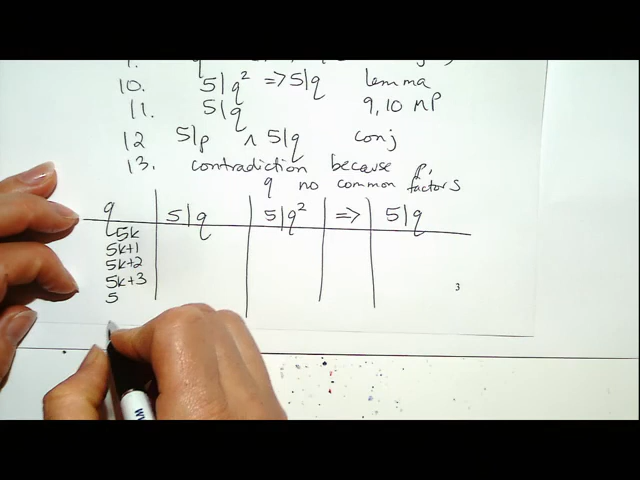 10. 5|q² => 5|q lemma
11. 5|q 9,10 MP
12 5|p ∧ 5|q conj
13. contradiction because p,
q no common factors
q 5|q 5|q² => 5|q
5k
5k+1
5k+2
5k+3
5
3